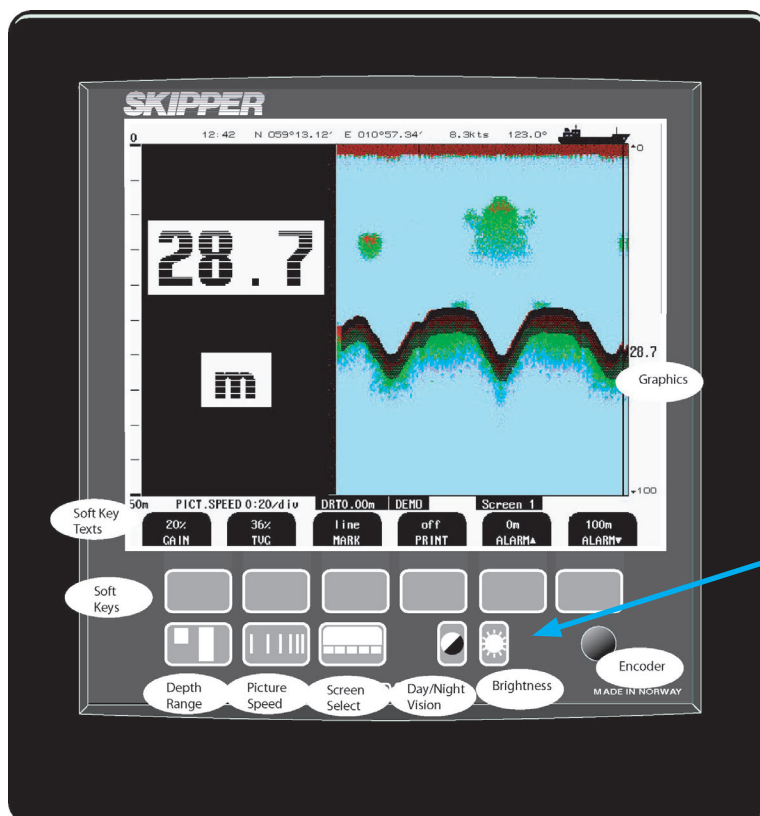 SKIPPER
0 12:42 N 059°13.12' E 010°57.34' 8.3kts 123.0° 0
28.7
m
28.7
Graphics
100
50m PICT.SPEED 0:20/div DRT0.00m DEMO Screen 1
Soft Key
Texts
20% 36% line off 0m 100m
GAIN TVG MARK PRINT ALARM▲ ALARM▼
Soft
Keys
Depth
Range
Picture
Speed
Screen
Select
Day/Night
Vision
Brightness
Encoder
MADE IN NORWAY